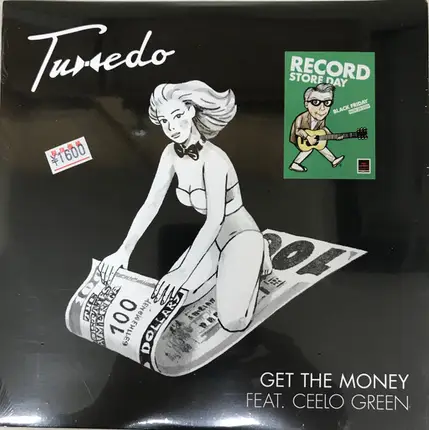 Tuxedo
RECORD
STORE DAY
BLACK FRIDAY
¥1600
100
DOLLARS
100
GET THE MONEY
FEAT. CEELO GREEN